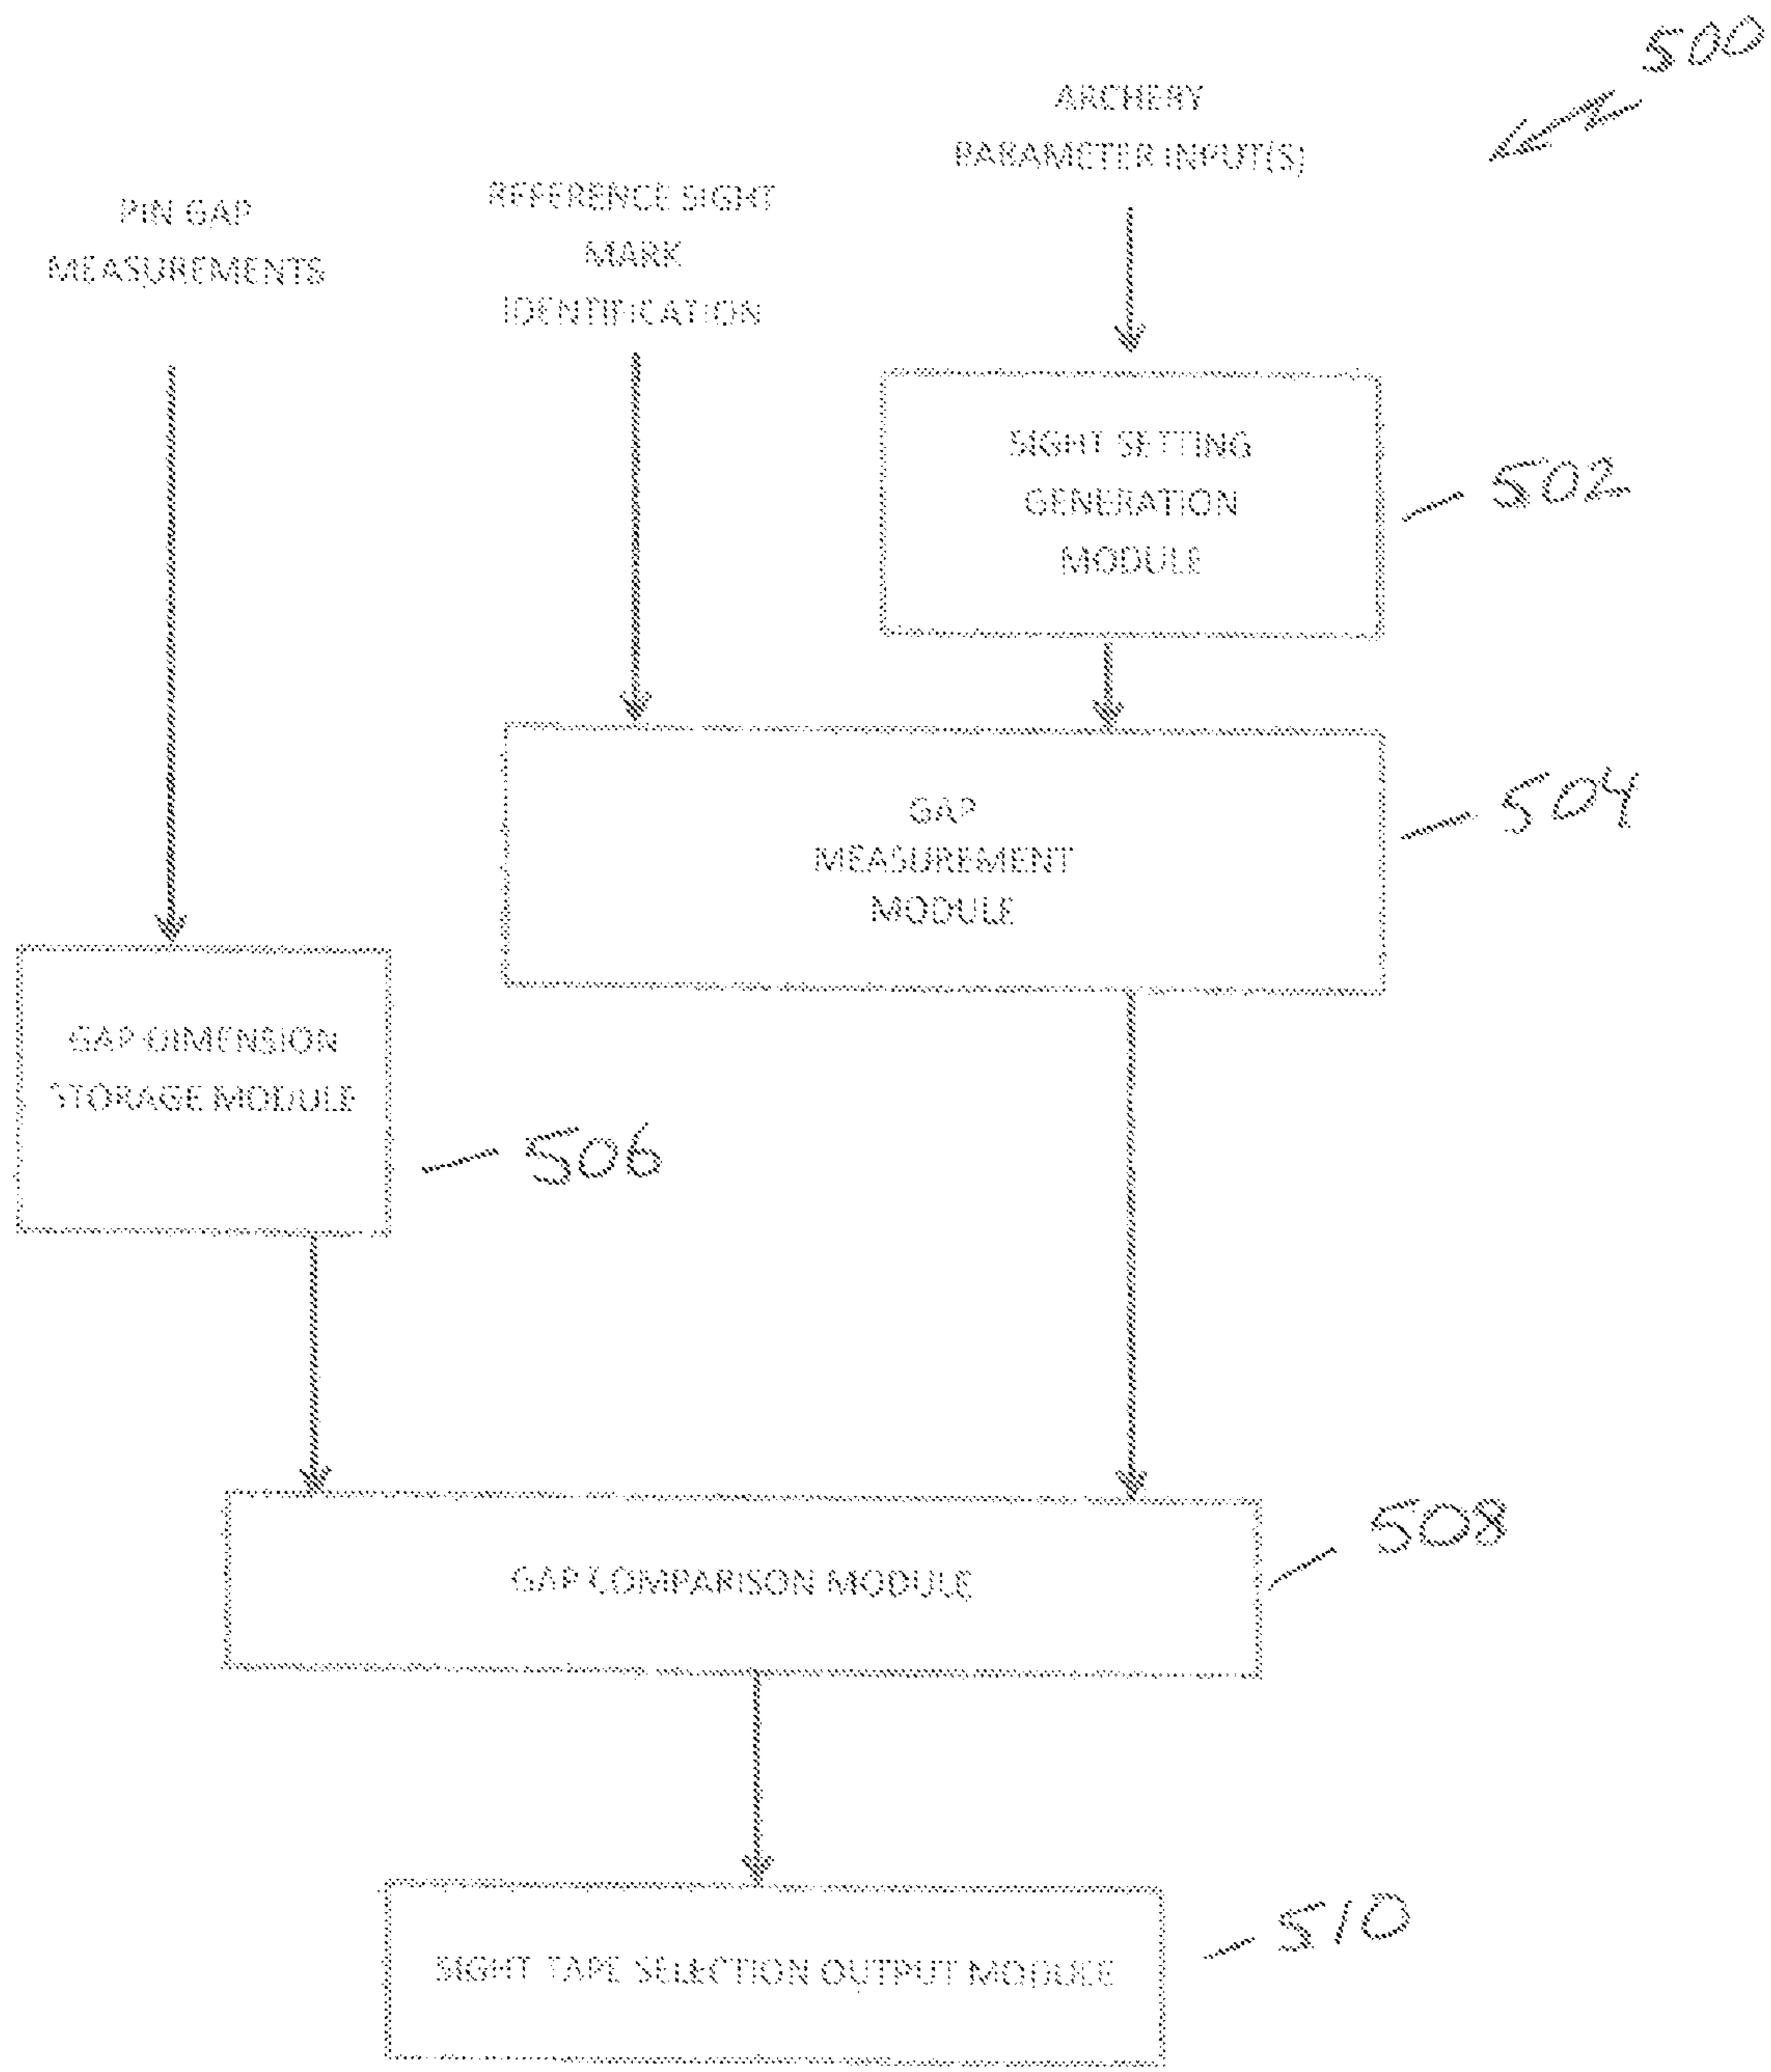 500
ARCHERY
PARAMETER INPUT(S)
REFERENCE SIGHT
MARK
IDENTIFICATION
PIN GAP
MEASUREMENTS
SIGHT SETTING
GENERATION
MODULE
502
GAP
MEASUREMENT
MODULE
504
GAP DIMENSION
STORAGE MODULE
506
GAP COMPARISON MODULE
508
SIGHT TAPE SELECTION OUTPUT MODULE
510